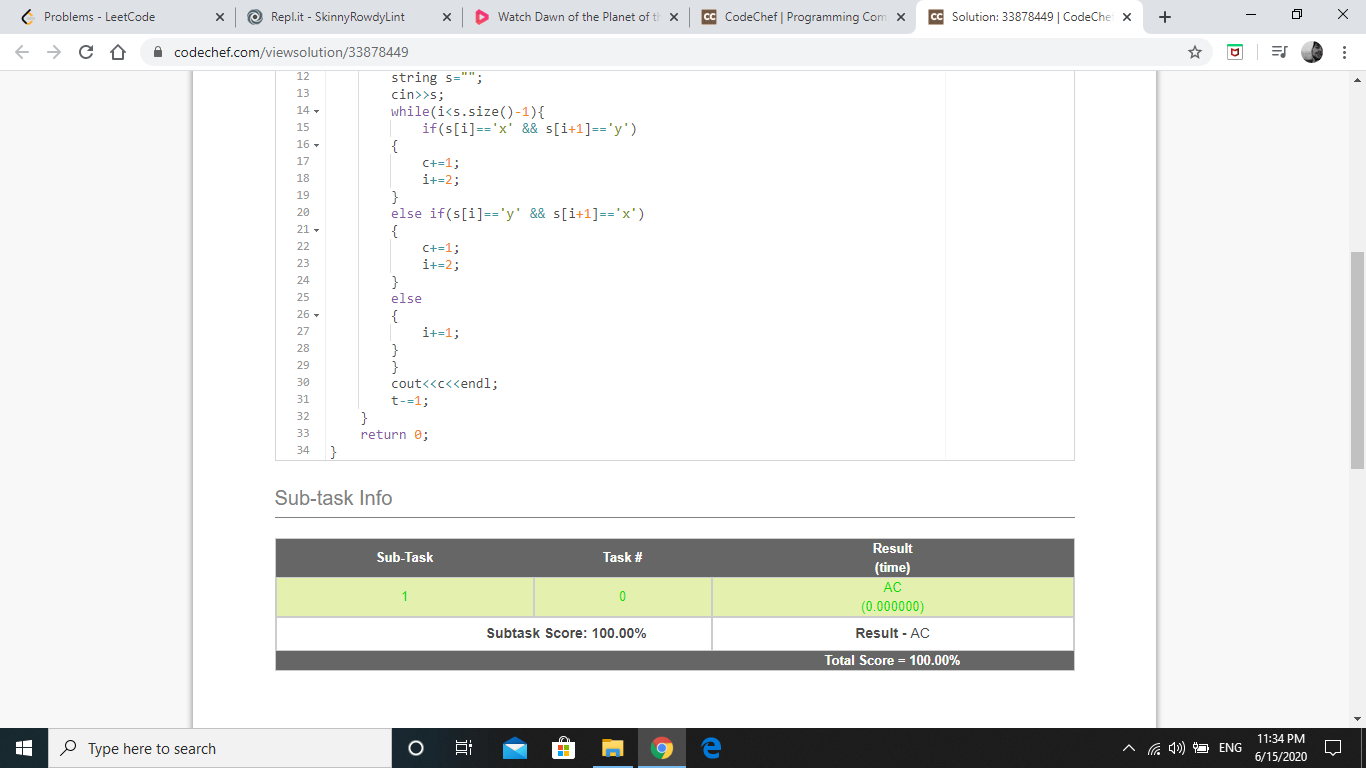 Problems - LeetCode
Repl.it - SkinnyRowdyLint
Watch Dawn of the Planet of t
CodeChef | Programming Com
Solution: 33878449 | CodeChe
codechef.com/viewsolution/33878449
12 string s="";
13 cin>>s;
14 while(i<s.size()-1){
15 if(s[i]=='x' && s[i+1]=='y')
16 {
17 c+=1;
18 i+=2;
19 }
20 else if(s[i]=='y' && s[i+1]=='x')
21 {
22 c+=1;
23 i+=2;
24 }
25 else
26 {
27 i+=1;
28 }
29 }
30 cout<<c<<endl;
31 t-=1;
32 }
33 return 0;
34 }
Sub-task Info
Sub-Task Task # Result
(time)
1 0 AC
(0.000000)
Subtask Score: 100.00% Result - AC
Total Score = 100.00%
Type here to search
ENG
11:34 PM
6/15/2020